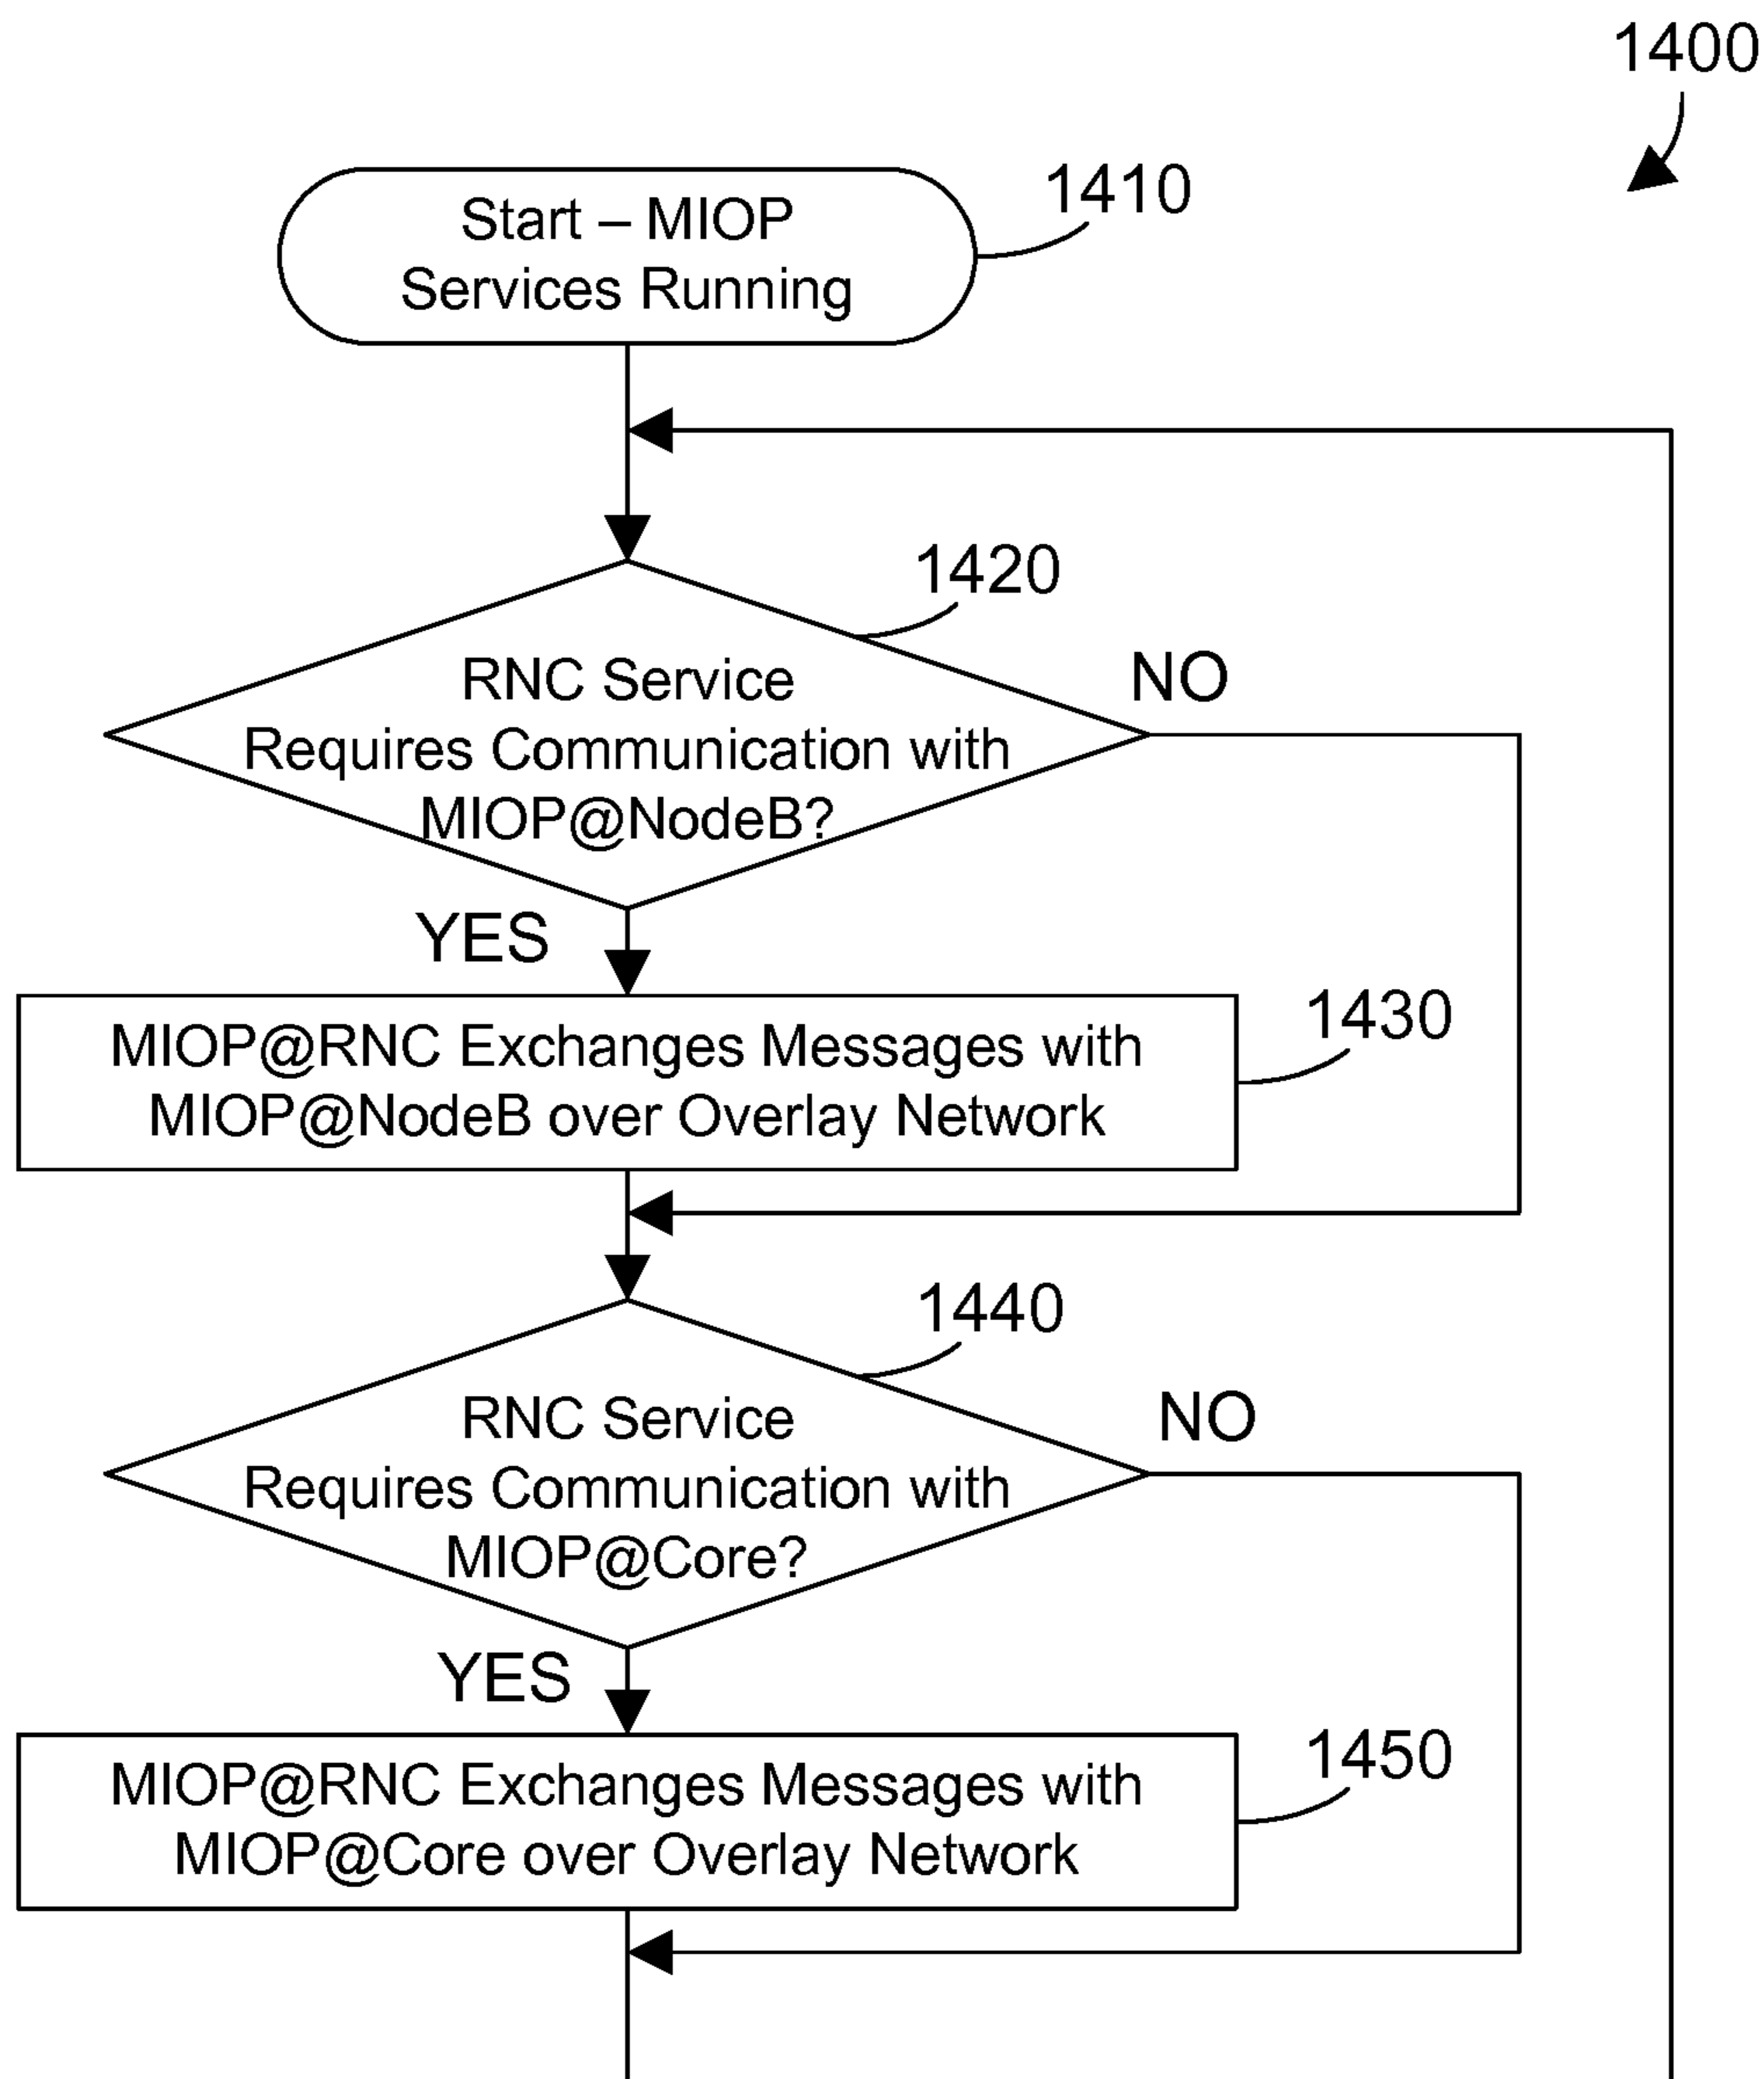 1400
Start – MIOP
Services Running
1410
1420
RNC Service
Requires Communication with
MIOP@NodeB?
NO
YES
MIOP@RNC Exchanges Messages with
MIOP@NodeB over Overlay Network
1430
1440
RNC Service
Requires Communication with
MIOP@Core?
NO
YES
MIOP@RNC Exchanges Messages with
MIOP@Core over Overlay Network
1450